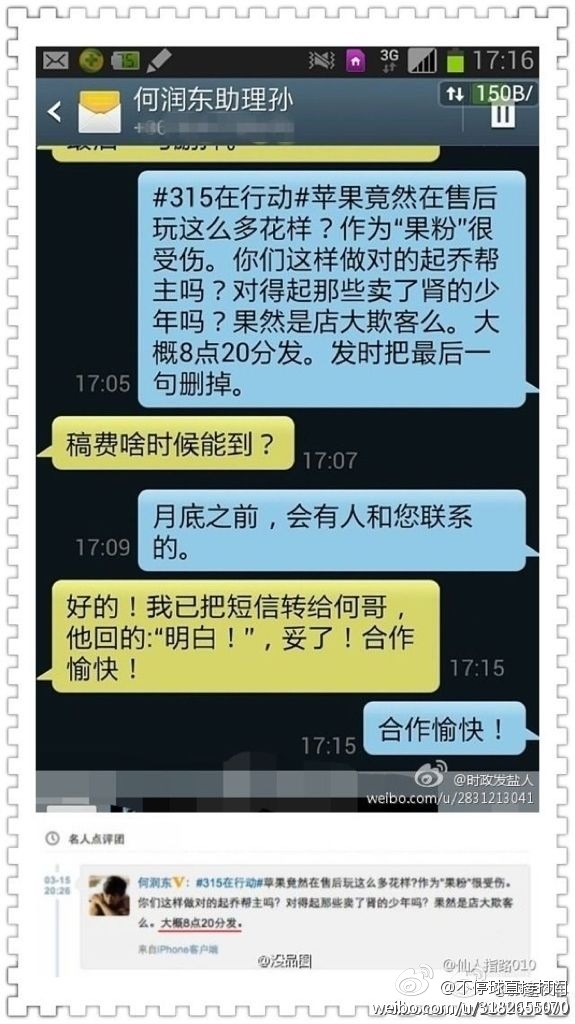 3G 17:16
何润东助理孙
150B/
#315在行动#苹果竟然在售后
玩这么多花样？作为“果粉”很
受伤。你们这样做对的起乔帮
主吗？对得起那些卖了肾的少
年吗？果然是店大欺客么。大
概8点20分发。发时把最后一
句删掉。
17:05
稿费啥时候能到？
17:07
月底之前，会有人和您联系
的。
17:09
好的！我已把短信转给何哥，
他回的:“明白！”，妥了！合作
愉快！
17:15
合作愉快！
17:15
@时政发盐人
weibo.com/u/2831213041
名人点评团
03-15
20:26
何润东V：#315在行动#苹果竟然在售后玩这么多花样?作为“果粉”很受伤。
你们这样做对的起乔帮主吗？对得起那些卖了肾的少年吗？果然是店大欺客
么。大概8点20分发。
来自iPhone客户端
@仙人指路010
weibo.com/u/3182655070